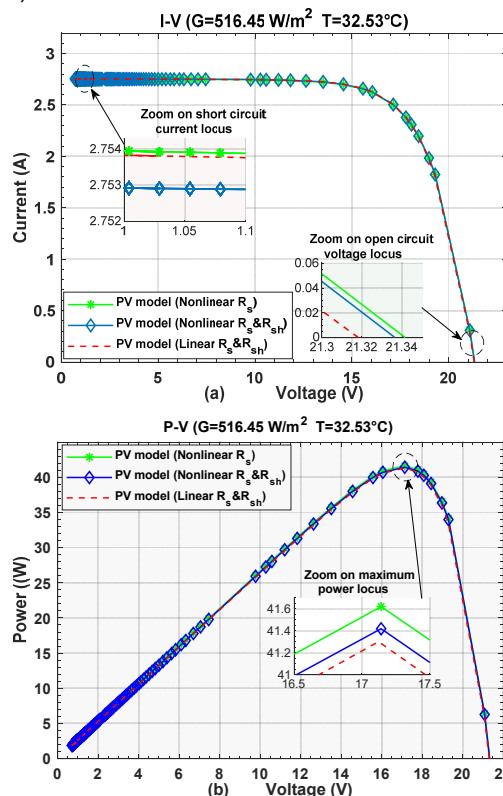 I-V (G=516.45 W/m² T=32.53°C)
3
2.5
2
1.5
1
0.5
0
Current (A)
Zoom on short circuit
current locus
2.754
2.753
2.752
1
1.05
1.1
Zoom on open circuit
voltage locus
0.06
0.04
0.02
0
21.3
21.32
21.34
PV model (Nonlinear Rs)
PV model (Nonlinear Rs&Rsh)
PV model (Linear Rs&Rsh)
0
5
10
15
20
(a)
Voltage (V)
P-V (G=516.45 W/m² T=32.53°C)
PV model (Nonlinear Rs)
PV model (Nonlinear Rs&Rsh)
PV model (Linear Rs&Rsh)
40
35
30
25
20
15
10
5
0
Power ((W)
Zoom on maximum
power locus
41.6
41.4
41.2
41
16.5
17
17.5
0
2
4
6
8
10
12
14
16
18
20
(b)
Voltage (V)